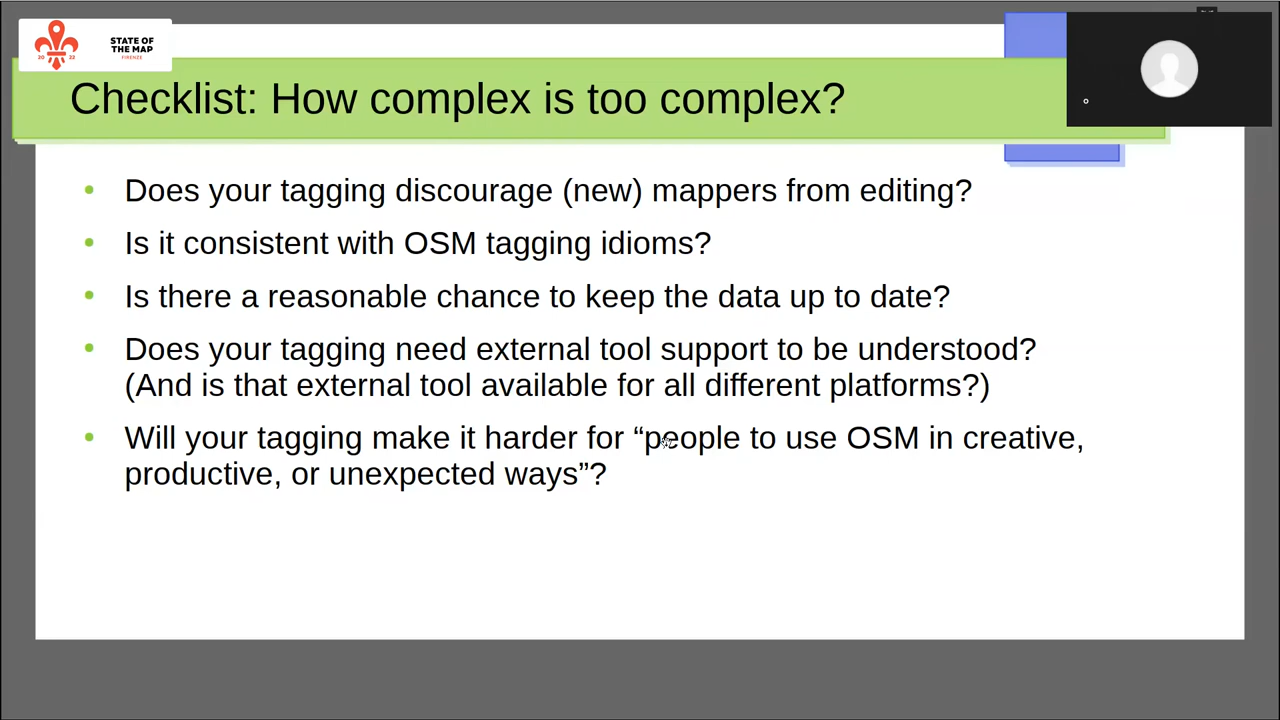 STATE OF
THE MAP
2022 FIRENZE
Checklist: How complex is too complex?
Does your tagging discourage (new) mappers from editing?
Is it consistent with OSM tagging idioms?
Is there a reasonable chance to keep the data up to date?
Does your tagging need external tool support to be understood?
(And is that external tool available for all different platforms?)
Will your tagging make it harder for “people to use OSM in creative,
productive, or unexpected ways”?